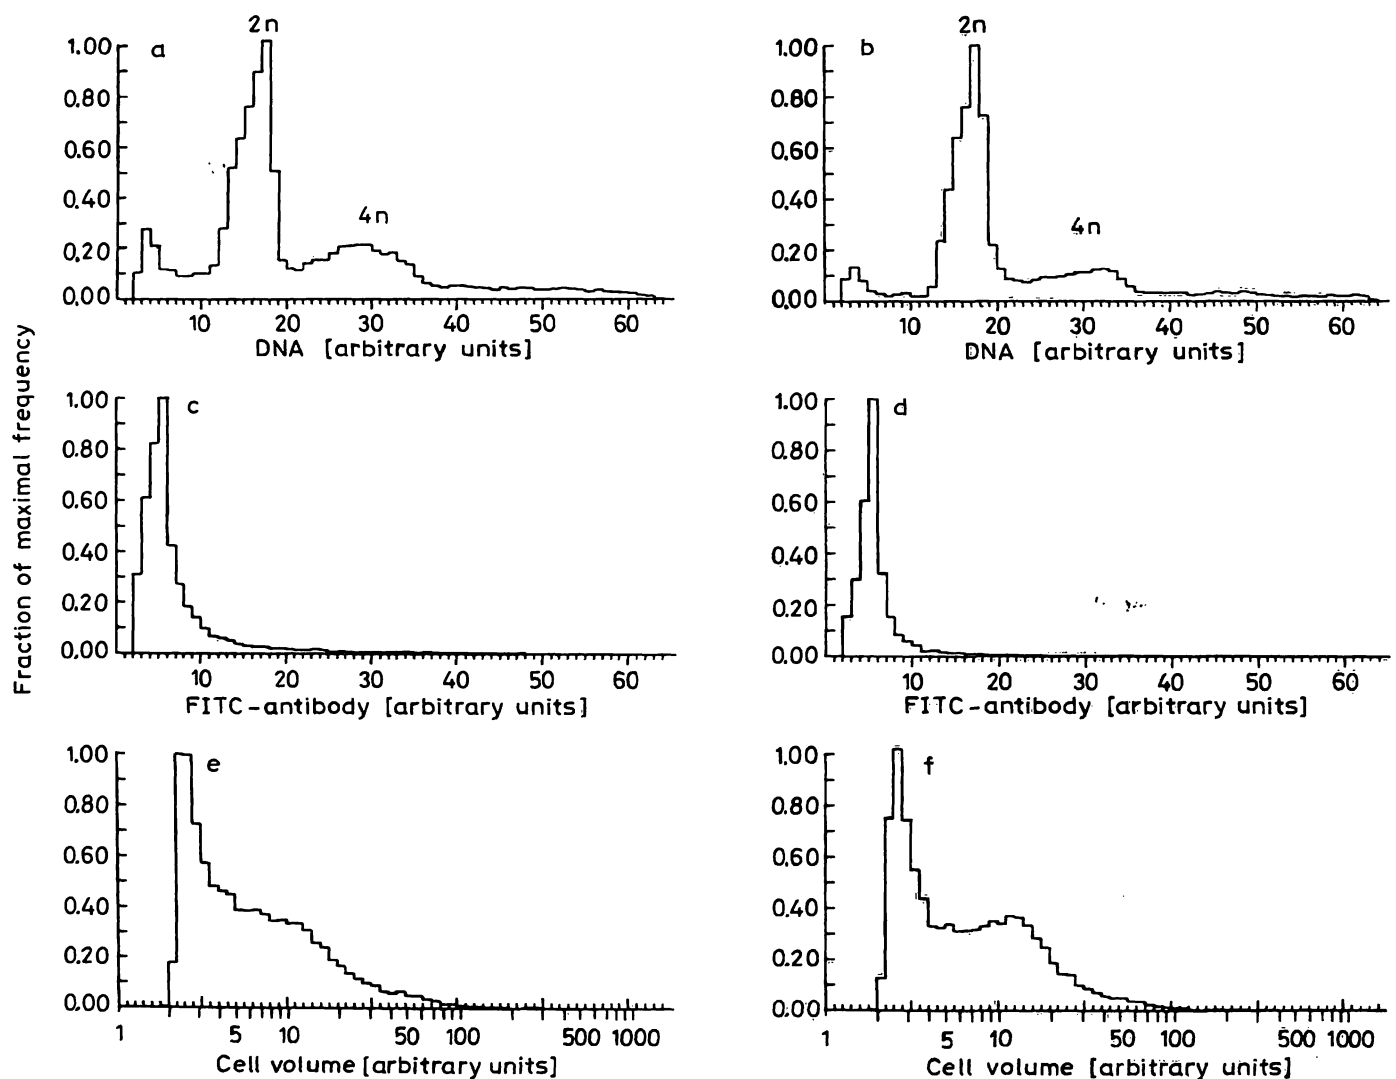 Fraction of maximal frequency
a
2n
4n
1.00
0.80
0.60
0.40
0.20
0.00
10 20 30 40 50 60
DNA [arbitrary units]
b
2n
4n
1.00
0.80
0.60
0.40
0.20
0.00
10 20 30 40 50 60
DNA [arbitrary units]
c
1.00
0.80
0.60
0.40
0.20
0.00
10 20 30 40 50 60
FITC-antibody [arbitrary units]
d
1.00
0.80
0.60
0.40
0.20
0.00
10 20 30 40 50 60
FITC-antibody [arbitrary units]
e
1.00
0.80
0.60
0.40
0.20
0.00
1 5 10 50 100 500 1000
Cell volume [arbitrary units]
f
1.00
0.80
0.60
0.40
0.20
0.00
1 5 10 50 100 500 1000
Cell volume [arbitrary units]